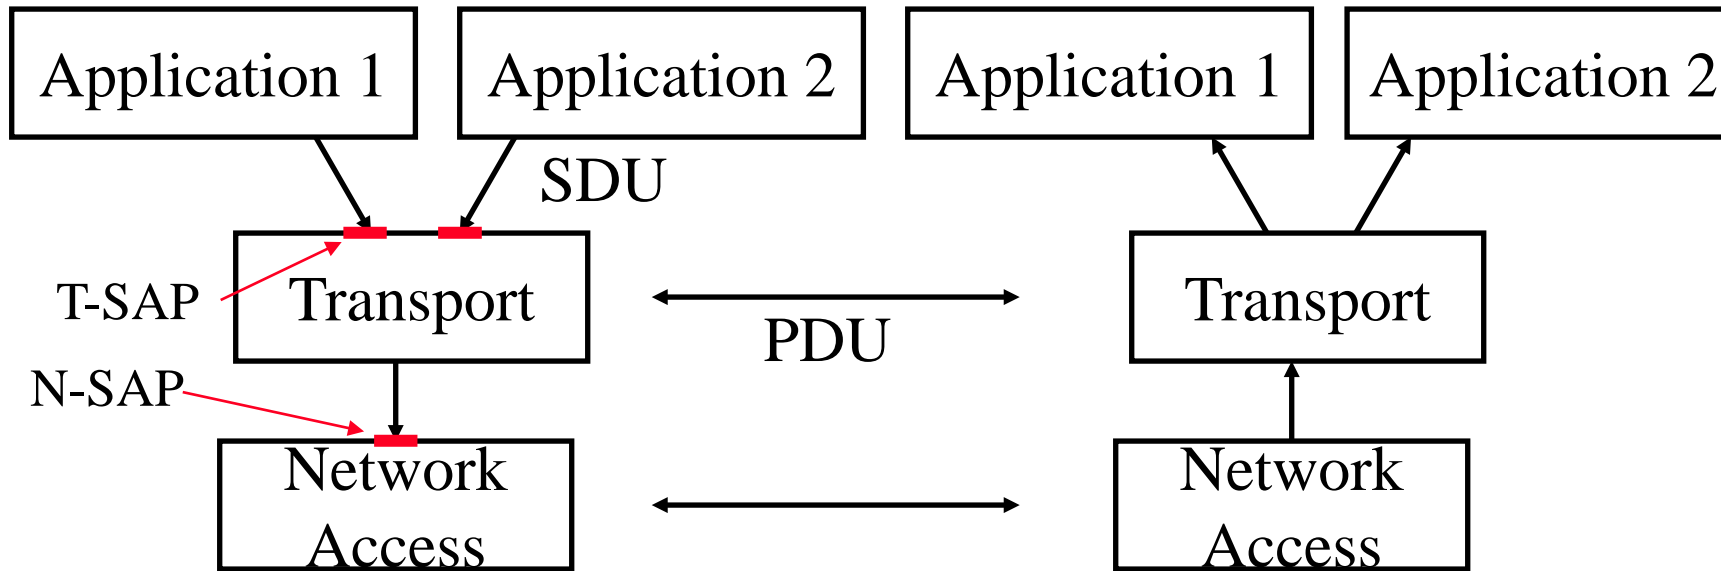 Application 1
Application 2
Application 1
Application 2
SDU
T-SAP
Transport
PDU
Transport
N-SAP
Network
Access
Network
Access